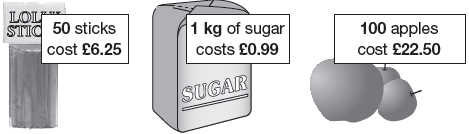 LOLLY
STIC
50 sticks
cost £6.25
1 kg of sugar
costs £0.99
SUGAR
100 apples
cost £22.50